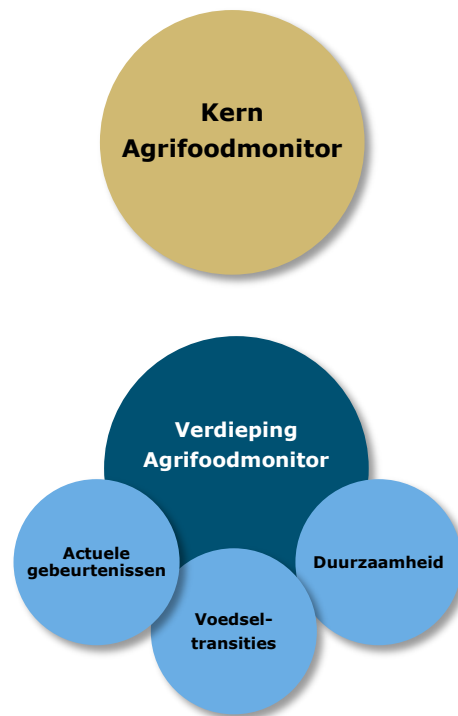 Kern
Agrifoodmonitor
Verdieping
Agrifoodmonitor
Actuele
gebeurtenissen
Voedsel-
transities
Duurzaamheid